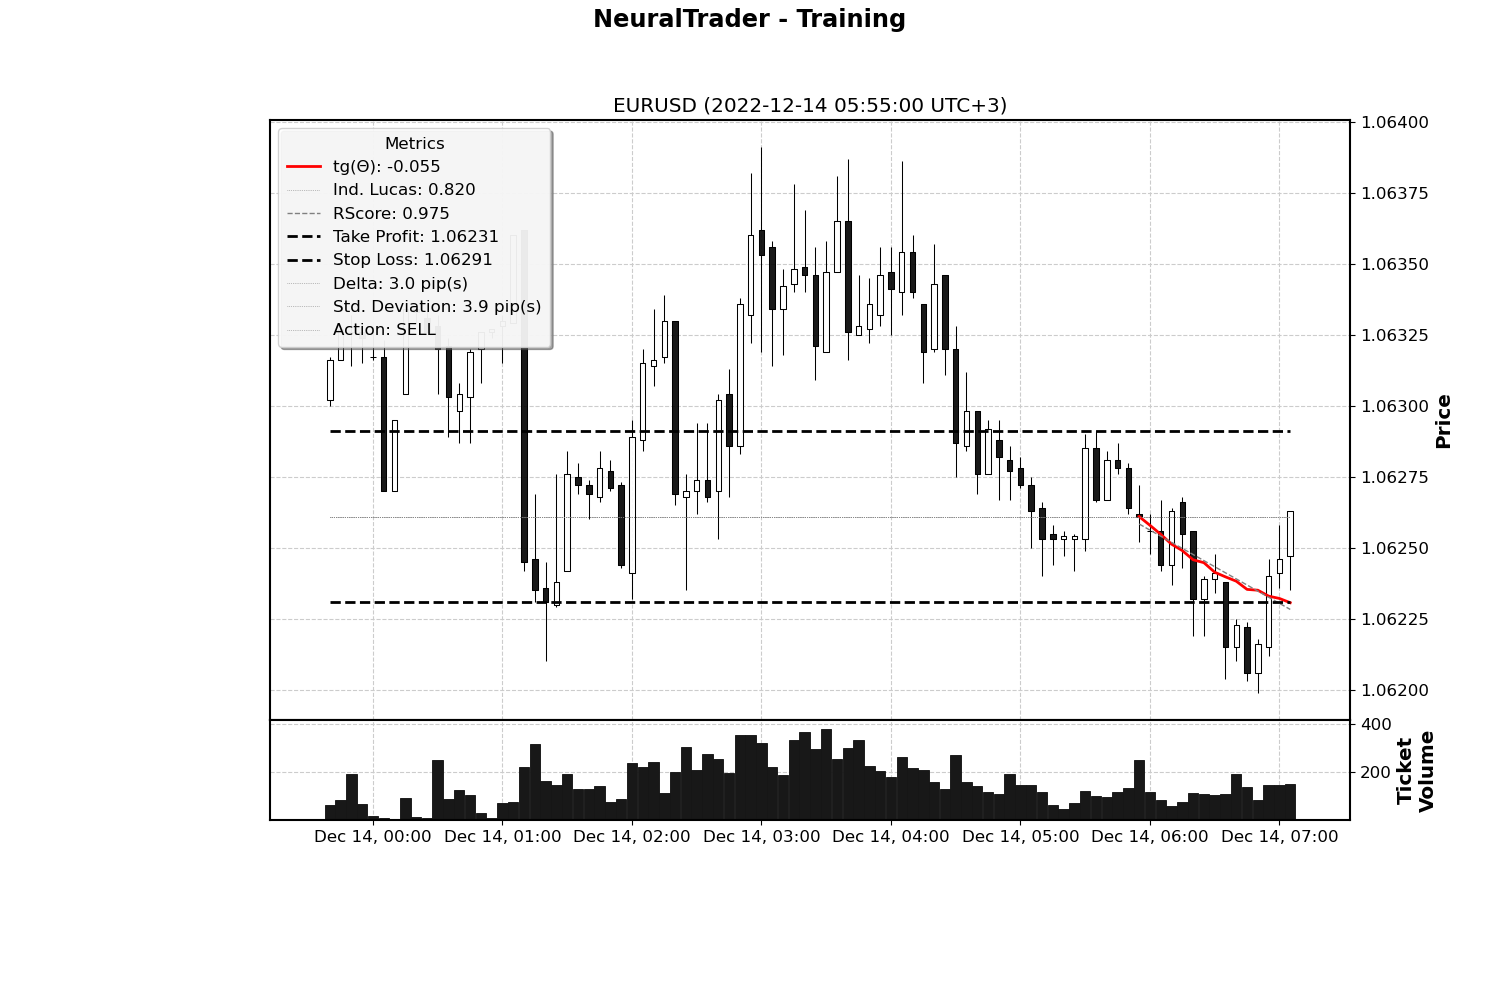 NeuralTrader - Training
EURUSD (2022-12-14 05:55:00 UTC+3)
Metrics
tg(Θ): -0.055
Ind. Lucas: 0.820
RScore: 0.975
Take Profit: 1.06231
Stop Loss: 1.06291
Delta: 3.0 pip(s)
Std. Deviation: 3.9 pip(s)
Action: SELL
1.06400
1.06375
1.06350
1.06325
1.06300
1.06275
1.06250
1.06225
1.06200
Price
400
200
Ticket
Volume
Dec 14, 00:00 Dec 14, 01:00 Dec 14, 02:00 Dec 14, 03:00 Dec 14, 04:00 Dec 14, 05:00 Dec 14, 06:00 Dec 14, 07:00